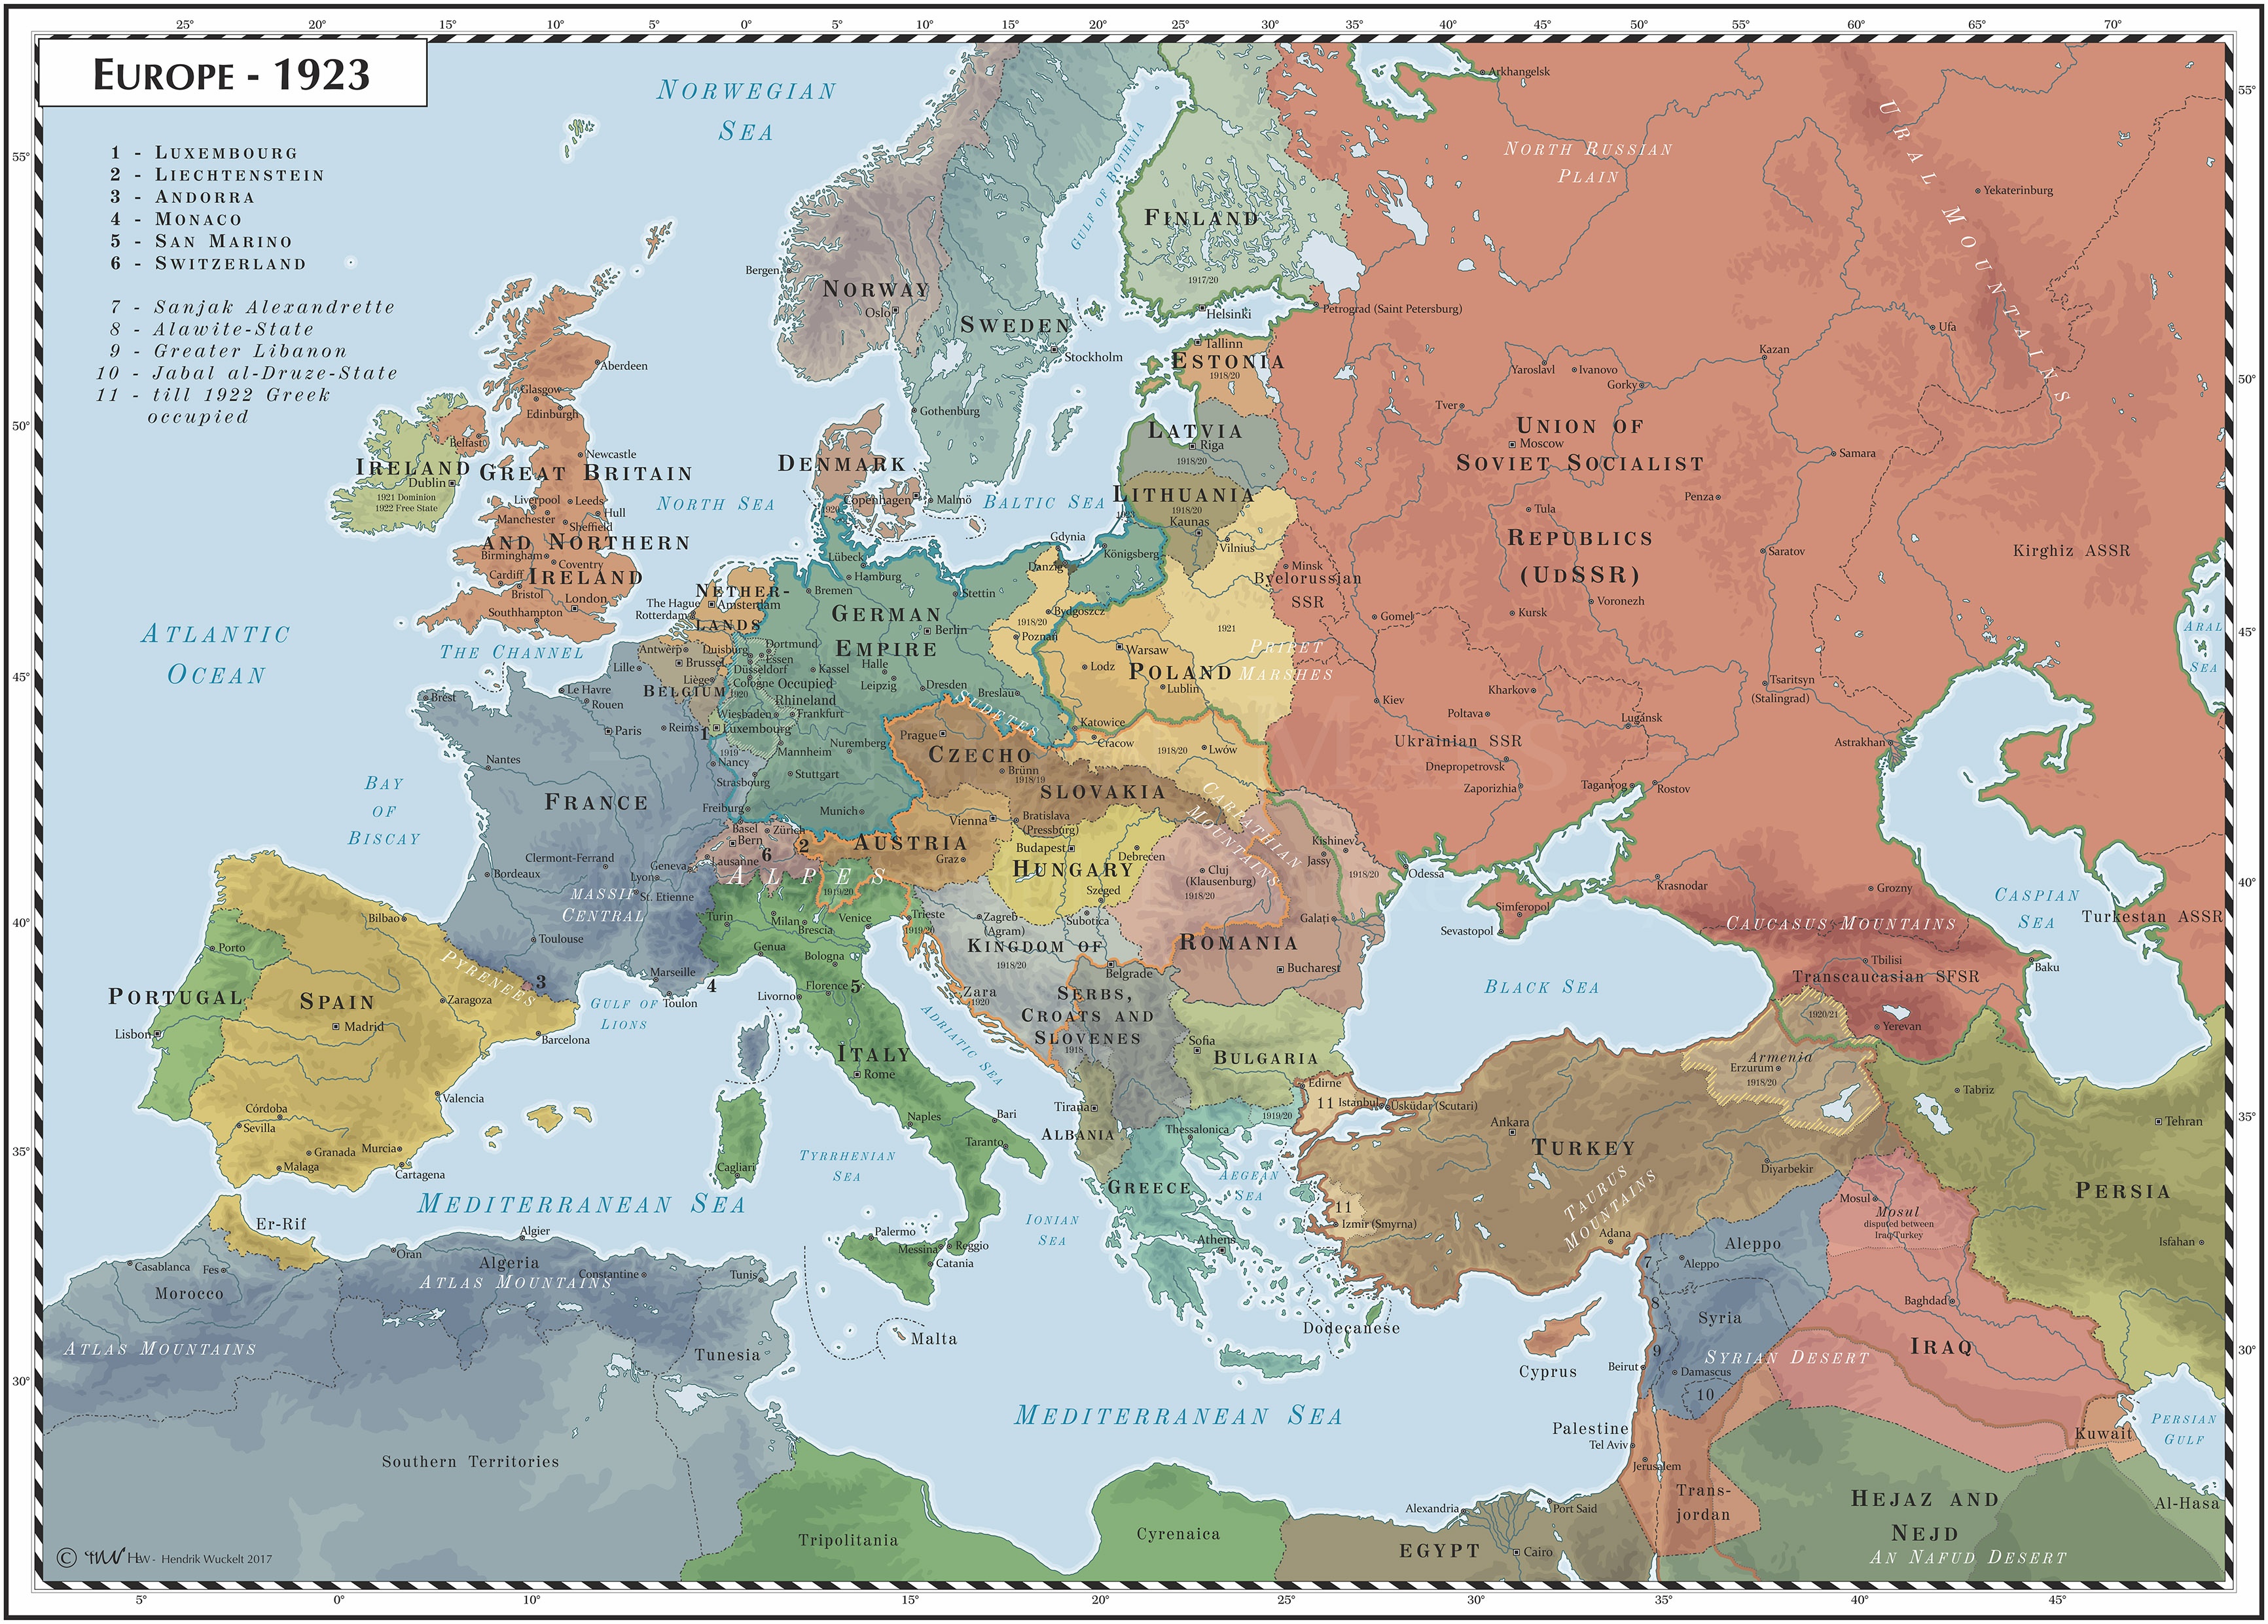 EUROPE - 1923
25° 20° 15° 10° 5° 0° 5° 10° 15° 20° 25° 30° 35° 40° 45° 50° 55° 60° 65° 70°
1 - LUXEMBOURG
2 - LIECHTENSTEIN
3 - ANDORRA
4 - MONACO
5 - SAN MARINO
6 - SWITZERLAND
7 - Sanjak Alexandrette
8 - Alawite-State
9 - Greater Libanon
10 - Jabal al-Druze-State
11 - till 1922 Greek
occupied
55°
50°
45°
40°
35°
30°
55°
50°
45°
40°
35°
30°
NORWEGIAN
SEA
GULF OF BOTHNIA
Arkhangelsk
NORTH RUSSIAN
PLAIN
URAL MOUNTAINS
Yekaterinburg
FINLAND
1917/20
Helsinki
Petrograd (Saint Petersburg)
Bergen
NORWAY
Oslo
SWEDEN
Stockholm
Gothenburg
Malmö
Tallinn
ESTONIA
1918/20
LATVIA
Riga
1918/20
LITHUANIA
1918/20
Kaunas
Vilnius
1923
Yaroslavl
Ivanovo
Gorky
Kazan
Ufa
Tver
UNION OF
Moscow
SOVIET SOCIALIST
REPUBLICS
(UDSSR)
Samara
Penza
Tula
Saratov
Kirghiz ASSR
Minsk
Byelorussian
SSR
Gomel
Kursk
Voronezh
ARAL
SEA
Aberdeen
Glasgow
Edinburgh
Belfast
Newcastle
IRELAND
Dublin
1921 Dominion
1922 Free State
GREAT BRITAIN
AND NORTHERN
IRELAND
Liverpool
Leeds
Hull
Manchester
Sheffield
Birmingham
Coventry
Cardiff
Bristol
London
Southhampton
NORTH SEA
DENMARK
Copenhagen
1920
BALTIC SEA
ATLANTIC
OCEAN
THE CHANNEL
NETHER-
LANDS
The Hague
Amsterdam
Rotterdam
Antwerp
Brussel
Liège
BELGIUM
1920
Lille
Lübeck
Hamburg
Bremen
Stettin
GERMAN
EMPIRE
Berlin
Dortmund
Duisburg
Essen
Düsseldorf
Cologne
Occupied
Rhineland
Kassel
Halle
Leipzig
Dresden
Breslau
Wiesbaden
Frankfurt
Luxembourg
1
Mannheim
Nuremberg
Stuttgart
Munich
Freiburg
Strasbourg
1919
Nancy
SUDETES
Gdynia
Danzig
Königsberg
Bydgoszcz
1918/20
Poznań
1921
Warsaw
Lodz
POLAND
Lublin
PRIPET
MARSHES
Katowice
Cracow
1918/20
Lwów
Kiev
Kharkov
Poltava
Lugánsk
Ukrainian SSR
Dnepropetrovsk
Zaporizhia
Taganrog
Rostov
Tsaritsyn
(Stalingrad)
Astrakhan
Brest
Le Havre
Rouen
Paris
Reims
Nantes
FRANCE
BAY
OF
BISCAY
Clermont-Ferrand
Lyon
St. Etienne
Bordeaux
MASSIF
CENTRAL
Toulouse
Marseille
Toulon
4
GULF OF
LIONS
PYRENEES
3
Basel
Zürich
Bern
6
2
Lausanne
Geneva
ALPES
Prague
CZECHO
SLOVAKIA
Brünn
1918/19
Vienna
Bratislava
(Pressburg)
AUSTRIA
Graz
Budapest
Debrecen
HUNGARY
Szeged
CARPATHIAN
MOUNTAINS
Cluj
(Klausenburg)
1918/20
Kishinev
Jassy
1918/20
Galați
ROMANIA
Bucharest
Odessa
Simferopol
Sevastopol
Krasnodar
Grozny
CAUCASUS MOUNTAINS
CASPIAN
SEA
Turkestan ASSR
Tbilisi
Transcaucasian SFSR
Baku
Yerevan
BLACK SEA
1920/21
Armenia
Erzurum
1918/20
Turin
Milan
Brescia
Venice
1919/20
Trieste
1919/20
Genua
Bologna
Florence
5
Livorno
ITALY
Rome
Naples
Bari
Taranto
Cagliari
Palermo
Messina
Reggio
Catania
ADRIATIC SEA
TYRRHENIAN
SEA
IONIAN
SEA
Zagreb
(Agram)
Subotica
KINGDOM OF
1918/20
Belgrade
SERBS,
CROATS AND
SLOVENES
1918
Zara
1920
Sofia
BULGARIA
Tirana
ALBANIA
Thessalonica
1919/20
GREECE
AEGEAN
SEA
Athens
Edirne
11
Istanbul
Usküdar (Scutari)
11
Izmir (Smyrna)
Ankara
TURKEY
TAURUS
MOUNTAINS
Adana
Diyarbekir
Dodecanese
Tabriz
Tehran
PERSIA
Isfahan
Porto
PORTUGAL
Lisbon
SPAIN
Madrid
Bilbao
Zaragoza
Barcelona
Valencia
Córdoba
Sevilla
Granada
Murcia
Malaga
Cartagena
MEDITERRANEAN SEA
Er-Rif
Casablanca
Fes
Morocco
ATLAS MOUNTAINS
Oran
Algier
Algeria
ATLAS MOUNTAINS
Constantine
Tunis
Tunesia
Malta
Southern Territories
MEDITERRANEAN SEA
Tripolitania
Cyrenaica
Cyprus
Mosul
Mosul
disputed between
Iraq/Turkey
Aleppo
Aleppo
7
8
Syria
9
Damascus
10
Beirut
SYRIAN DESERT
Baghdad
IRAQ
Palestine
Tel Aviv
Jerusalem
Trans-
jordan
Kuwait
PERSIAN
GULF
HEJAZ AND
NEJD
AN NAFUD DESERT
Al-Hasa
Alexandria
Port Said
EGYPT
Cairo
© HW - Hendrik Wuckelt 2017
5° 0° 10° 15° 20° 25° 30° 35° 40° 45°